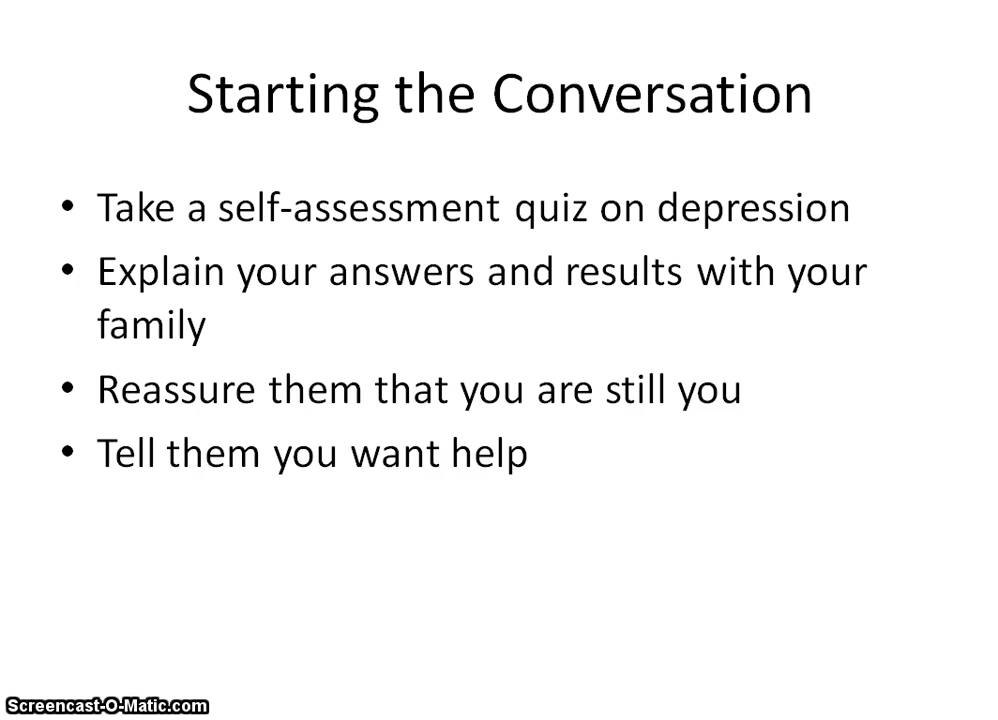 Starting the Conversation
• Take a self-assessment quiz on depression
• Explain your answers and results with your
family
• Reassure them that you are still you
• Tell them you want help
Screencast-O-Matic.com